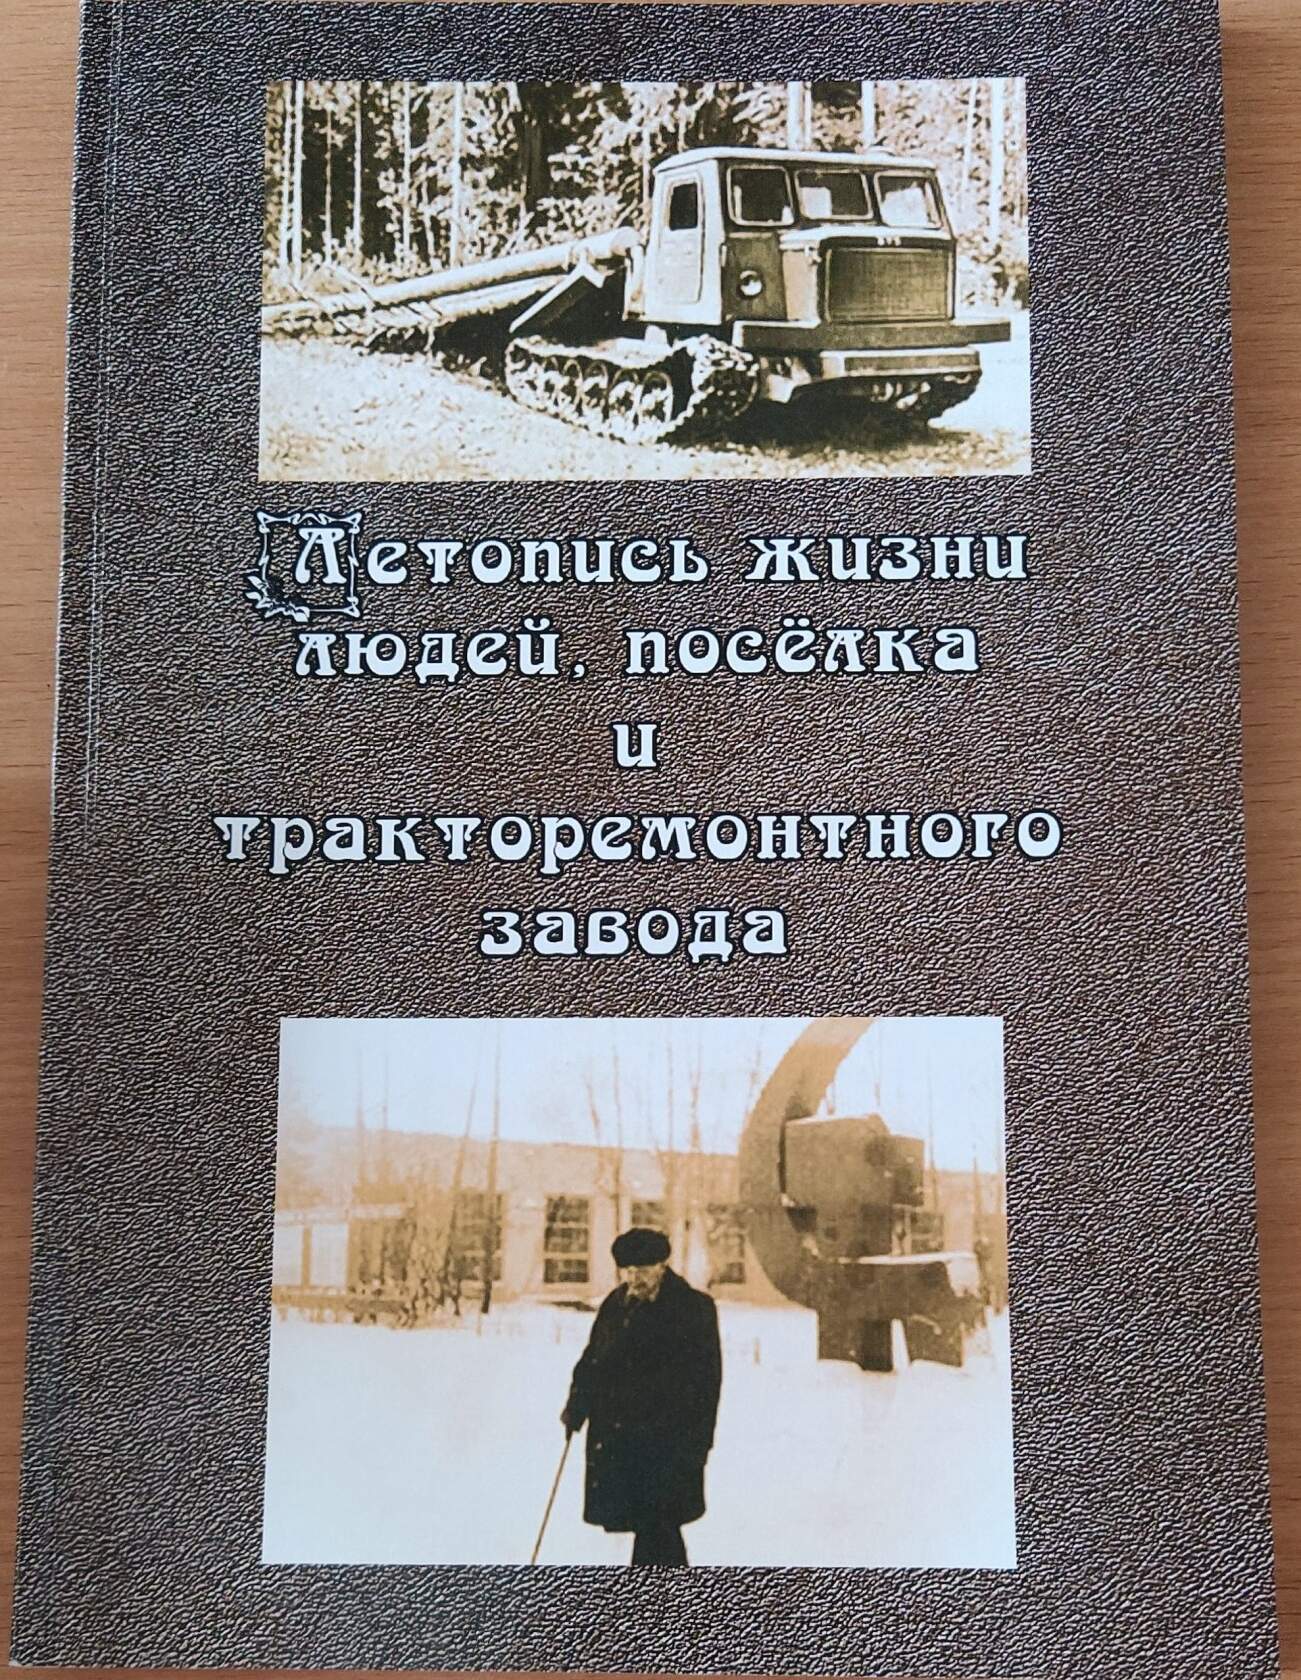 Летопись жизни
людей, посёлка
и
тракторемонтного
завода